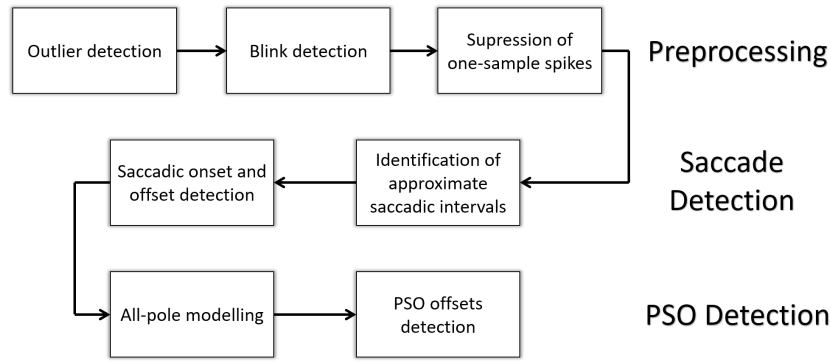 Outlier detection
Blink detection
Supression of
one-sample spikes
Preprocessing
Saccadic onset and
offset detection
Identification of
approximate
saccadic intervals
Saccade
Detection
All-pole modelling
PSO offsets
detection
PSO Detection